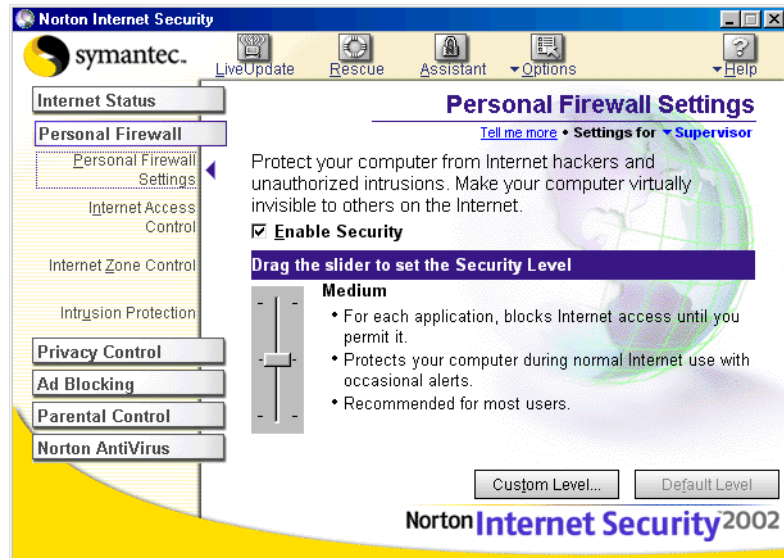 Norton Internet Security
symantec.
LiveUpdate
Rescue
Assistant
Options
Help
Internet Status
Personal Firewall
Personal Firewall
Settings
Internet Access
Control
Internet Zone Control
Intrusion Protection
Privacy Control
Ad Blocking
Parental Control
Norton AntiVirus
Personal Firewall Settings
Tell me more • Settings for Supervisor
Protect your computer from Internet hackers and
unauthorized intrusions. Make your computer virtually
invisible to others on the Internet.
Enable Security
Drag the slider to set the Security Level
Medium
• For each application, blocks Internet access until you
permit it.
• Protects your computer during normal Internet use with
occasional alerts.
• Recommended for most users.
Custom Level...
Default Level
Norton Internet Security 2002